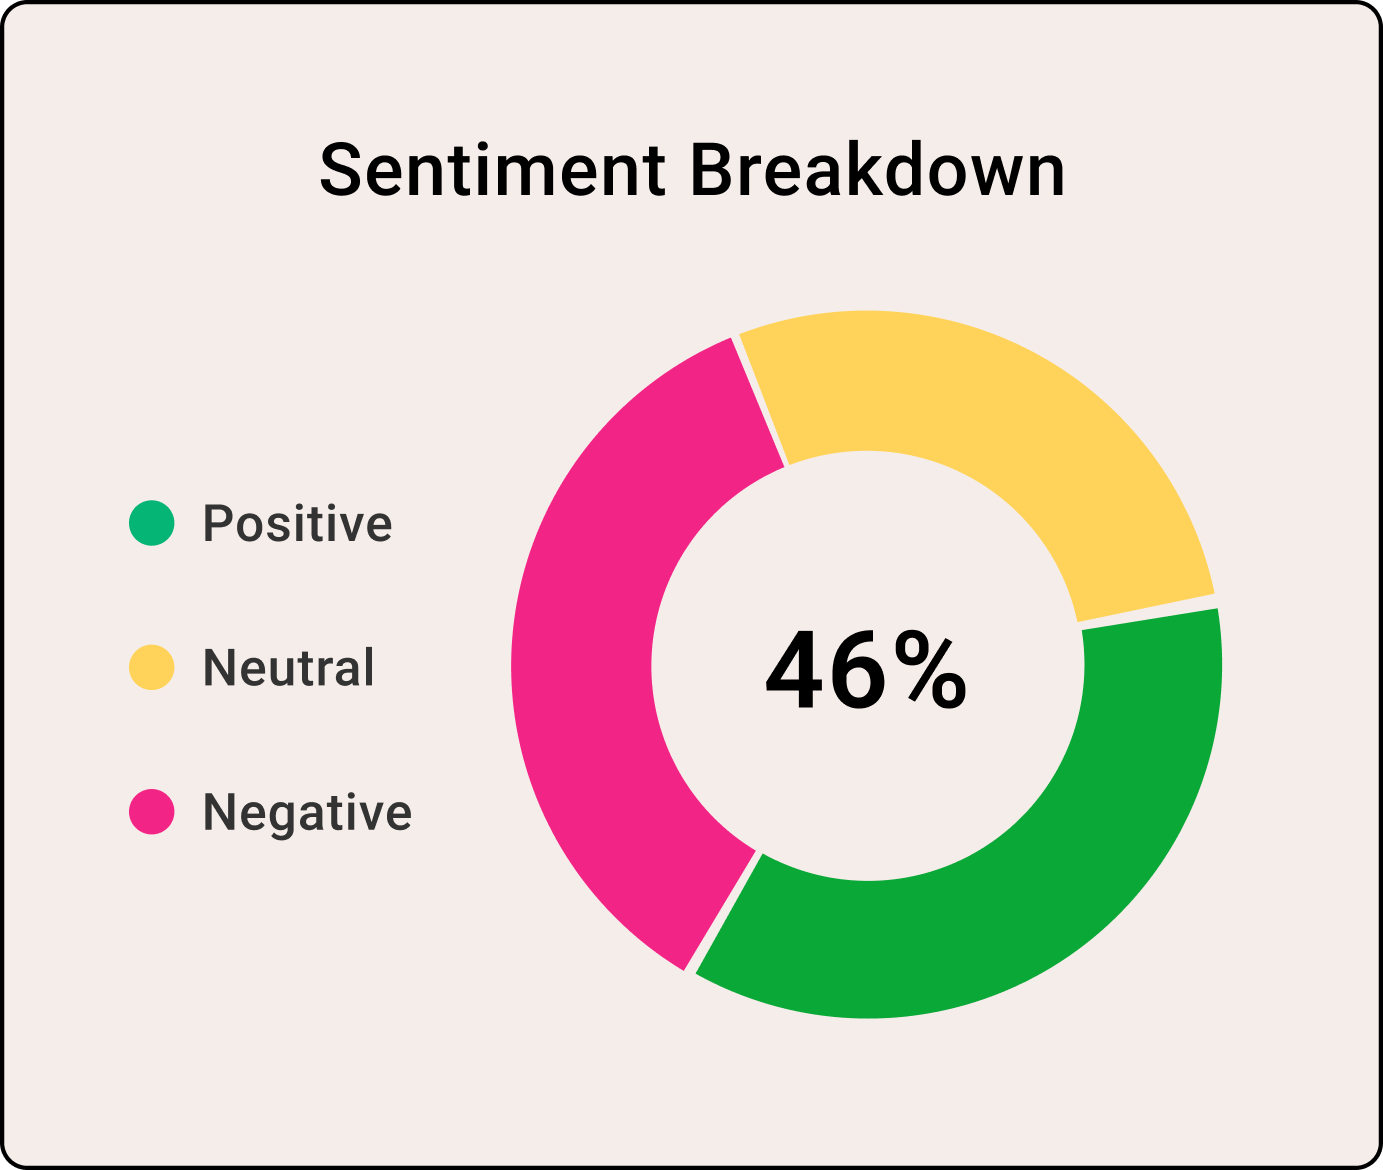 Sentiment Breakdown
Positive
Neutral
Negative
46%